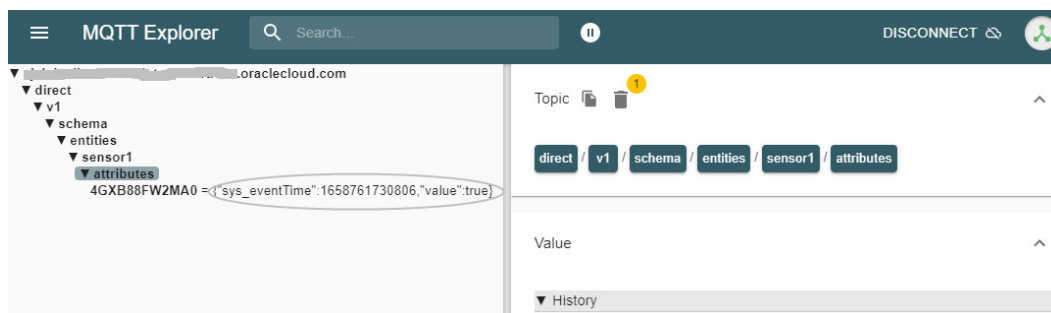 MQTT Explorer
Search...
DISCONNECT
.oraclecloud.com
direct
v1
schema
entities
sensor1
attributes
4GXB88FW2MA0 = {"sys_eventTime":1658761730806,"value":true}
Topic
1
direct / v1 / schema / entities / sensor1 / attributes
Value
History